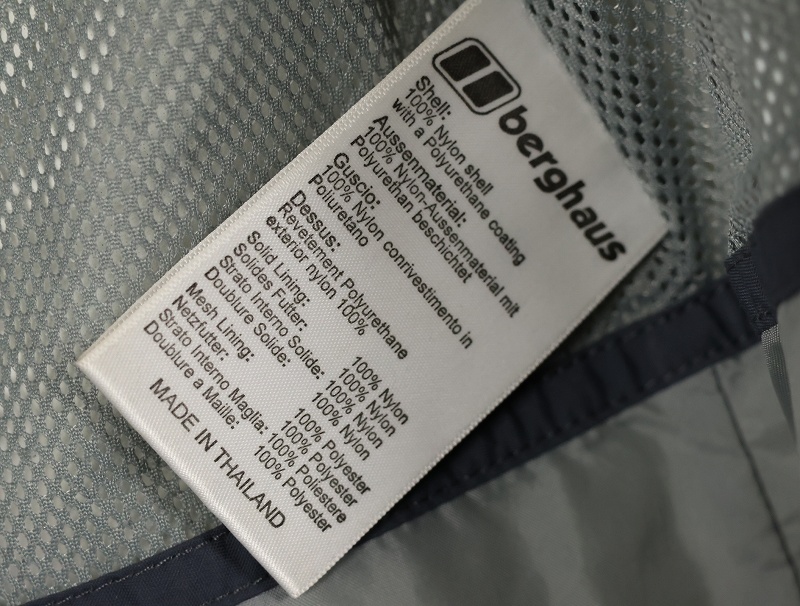 berghaus
Shell:
100% Nylon shell
with a Polyurethane coating
Aussenmaterial:
100% Nylon-Aussenmaterial mit
Polyurethan beschichtet
Guscio:
100% Nylon conrivestimento in
Poliuretano
Dessus:
Revetement Polyurethane
exterior nylon 100%
Solid Lining: 100% Nylon
Solides Futter: 100% Nylon
Strato Interno Solide: 100% Nylon
Doublure Solide: 100% Nylon
Mesh Lining: 100% Polyester
Netzfutter: 100% Polyester
Strato Interno Maglia: 100% Poliestere
Doublure a Maille: 100% Polyester
MADE IN THAILAND